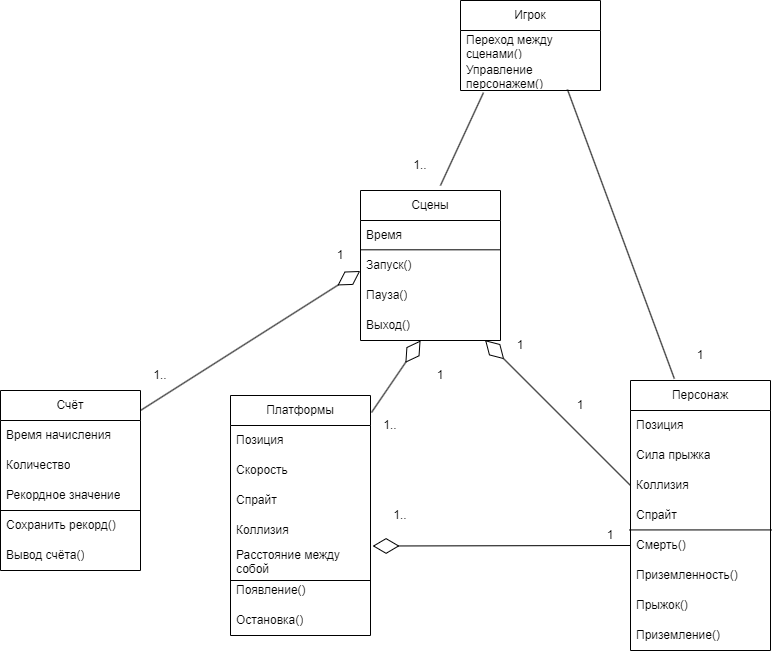 Игрок
Переход между
сценами()
Управление
персонажем()
1..
Сцены
Время
Запуск()
Пауза()
Выход()
1
1..
1
1..
1
1
1
1..
1
Счёт
Время начисления
Количество
Рекордное значение
Сохранить рекорд()
Вывод счёта()
Платформы
Позиция
Скорость
Спрайт
Коллизия
Расстояние между
собой
Появление()
Остановка()
Персонаж
Позиция
Сила прыжка
Коллизия
Спрайт
Смерть()
Приземленность()
Прыжок()
Приземление()